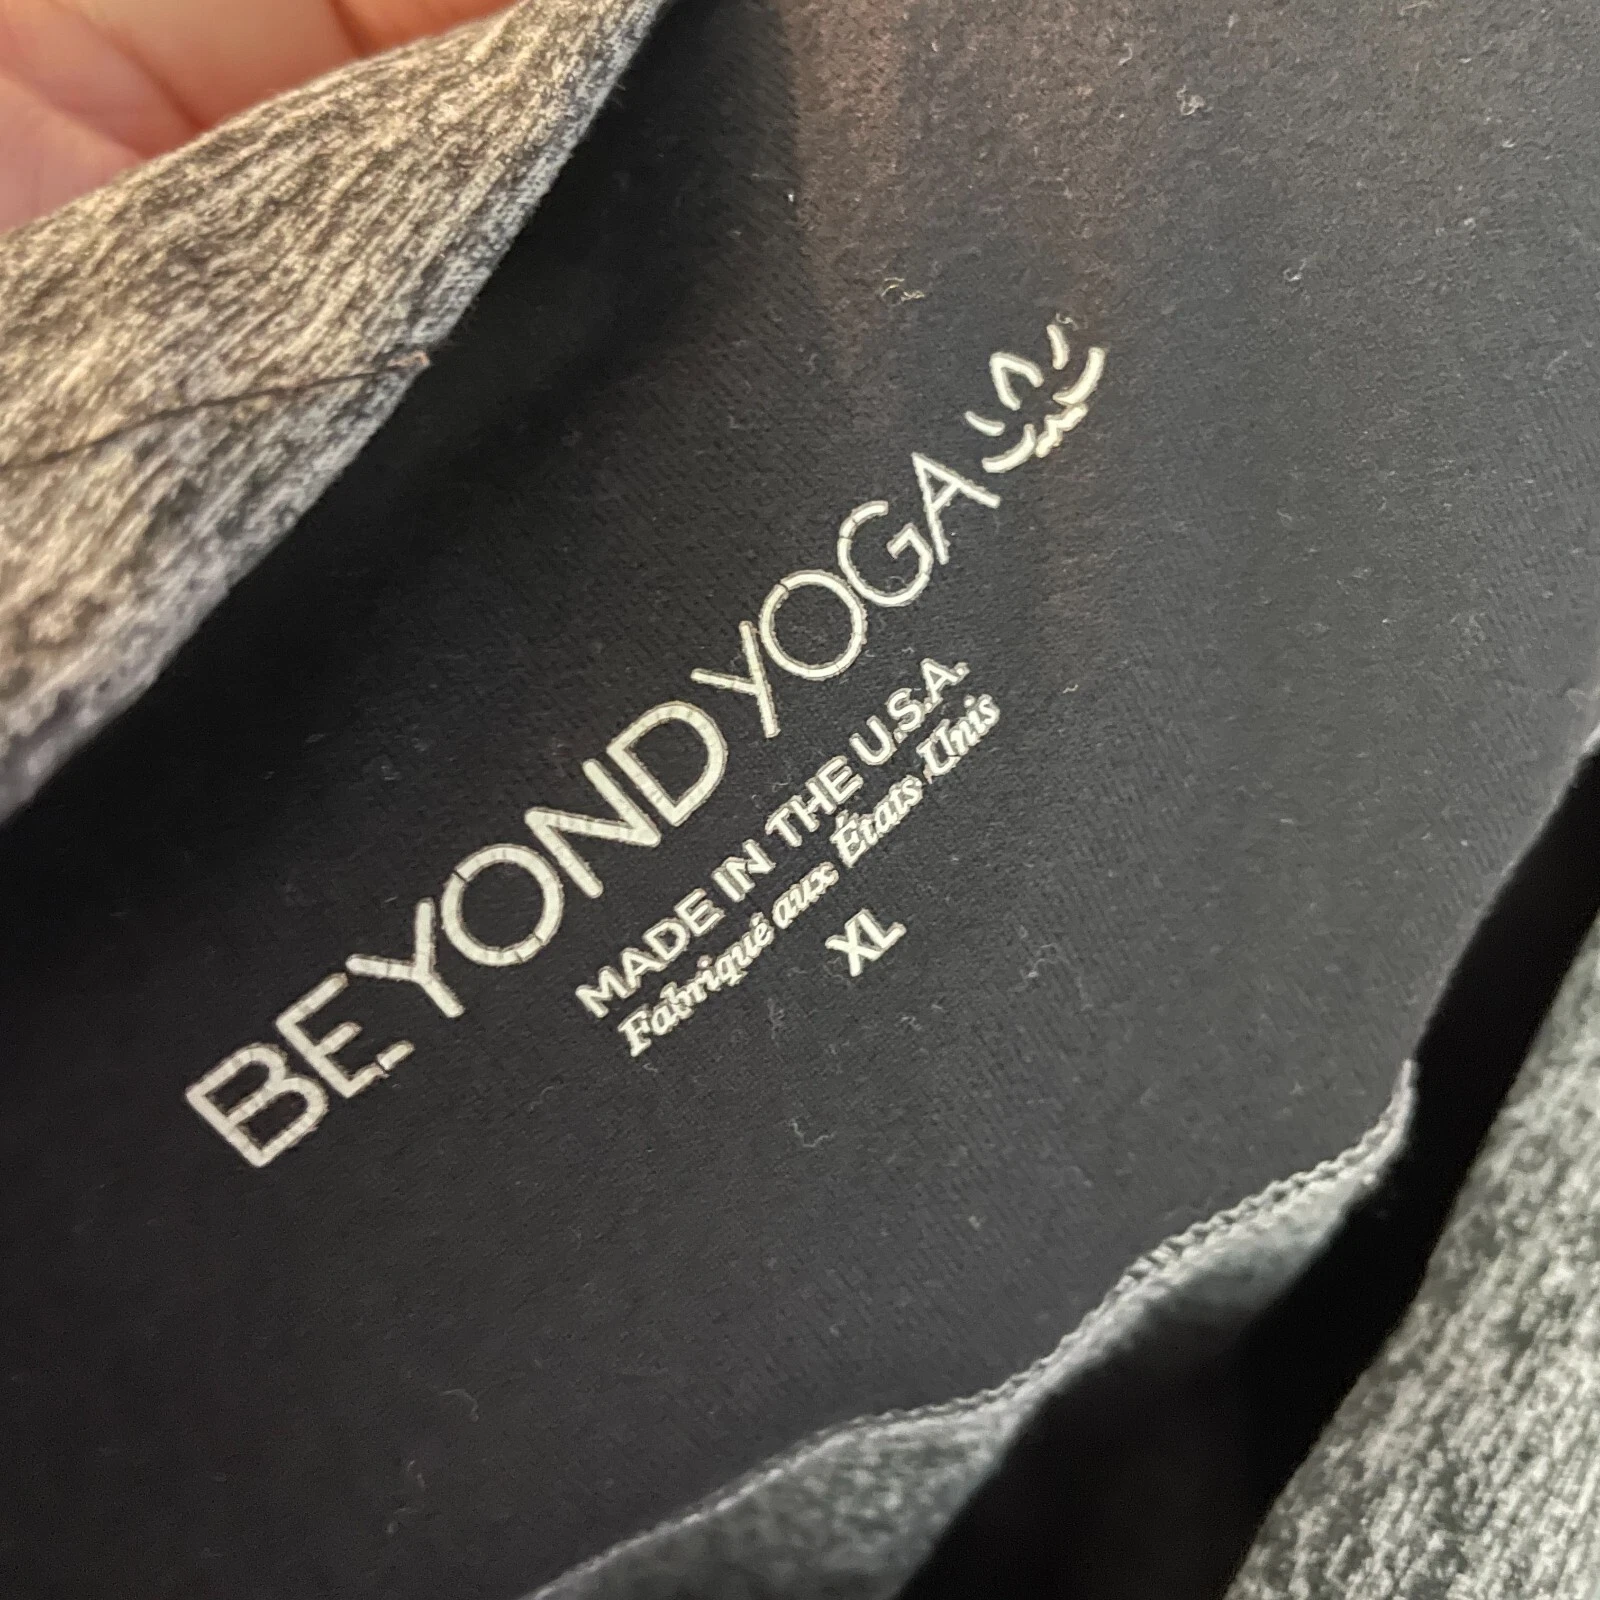 BEYOND YOGA
MADE IN THE U.S.A.
Fabriqué aux États-Unis
XL